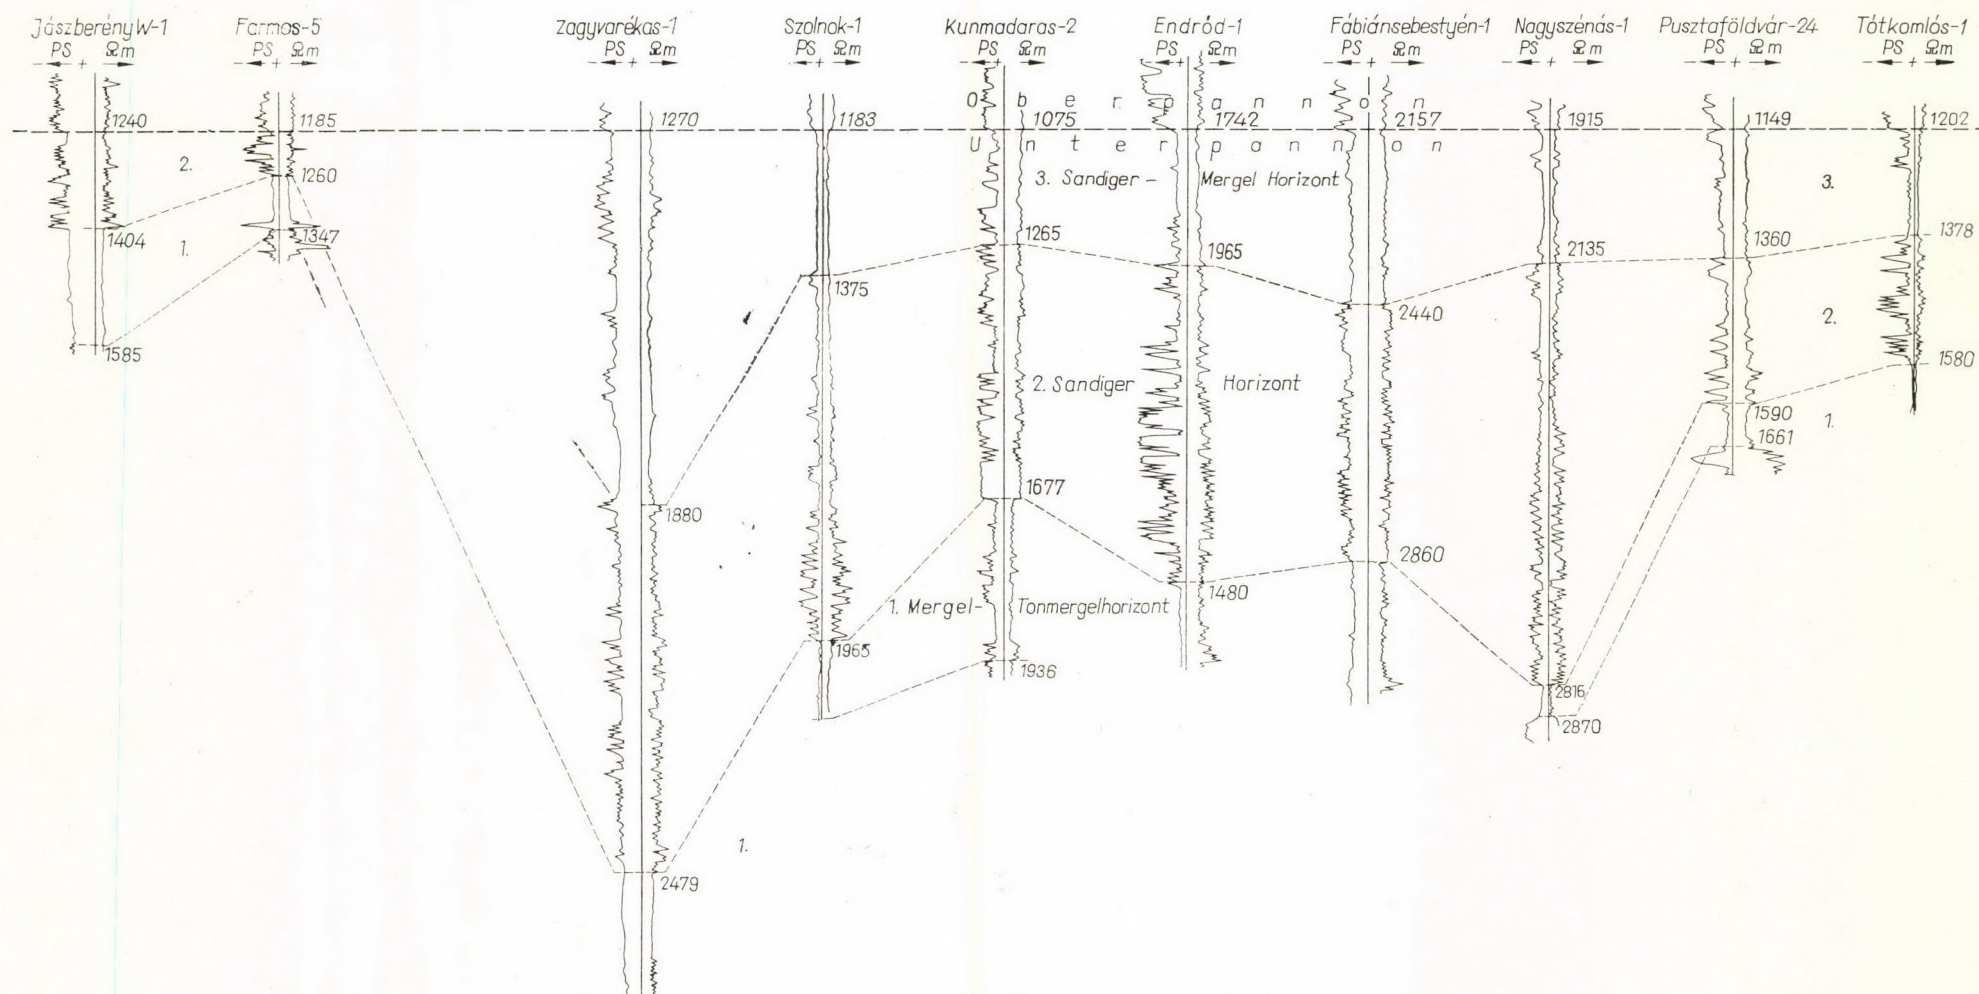 Jászberény W-1 Farmos-5 Zagyvarékas-1 Szolnok-1 Kunmadaras-2 Endrőd-1 Fábiánsebestyén-1 Nagyszénás-1 Pusztaföldvár-24 Tótkomlós-1
PS Ωm PS Ωm PS Ωm PS Ωm PS Ωm PS Ωm PS Ωm PS Ωm PS Ωm PS Ωm
- + - + - + - + - + - + - + - + - + - +
Oberpannon
1240 1185 1270 1183 1075 1742 2157 1915 1149 1202
Unterpannon
2. 1260 3. Sandiger - Mergel Horizont 3.
1404 1. 1347 1265 1965 2135 1360 1378
1375 2440 2.
1585 1580
2. Sandiger Horizont
1590 1.
1661
1880 1677
2860
1480
1. Mergel- Tonmergelhorizont
1965 1936
2816
2870
1.
2479